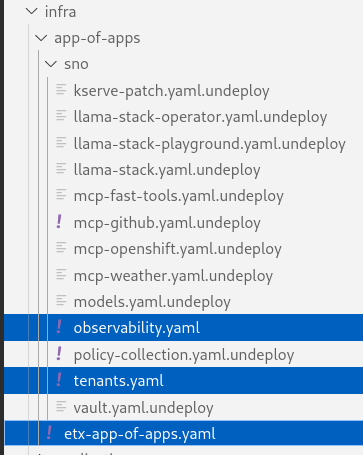 infra
app-of-apps
sno
kserve-patch.yaml.undeploy
llama-stack-operator.yaml.undeploy
llama-stack-playground.yaml.undeploy
llama-stack.yaml.undeploy
mcp-fast-tools.yaml.undeploy
mcp-github.yaml.undeploy
mcp-openshift.yaml.undeploy
mcp-weather.yaml.undeploy
models.yaml.undeploy
observability.yaml
policy-collection.yaml.undeploy
tenants.yaml
vault.yaml.undeploy
etx-app-of-apps.yaml